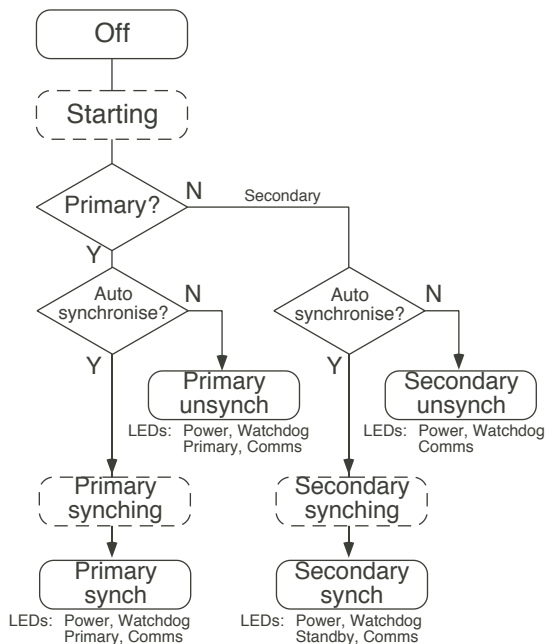 Off
Starting
Primary?
N
Secondary
Y
Auto
synchronise?
N
Y
Auto
synchronise?
N
Y
Primary
unsynch
LEDs: Power, Watchdog
Primary, Comms
Secondary
unsynch
LEDs: Power, Watchdog
Comms
Primary
synching
Secondary
synching
Primary
synch
LEDs: Power, Watchdog
Primary, Comms
Secondary
synch
LEDs: Power, Watchdog
Standby, Comms